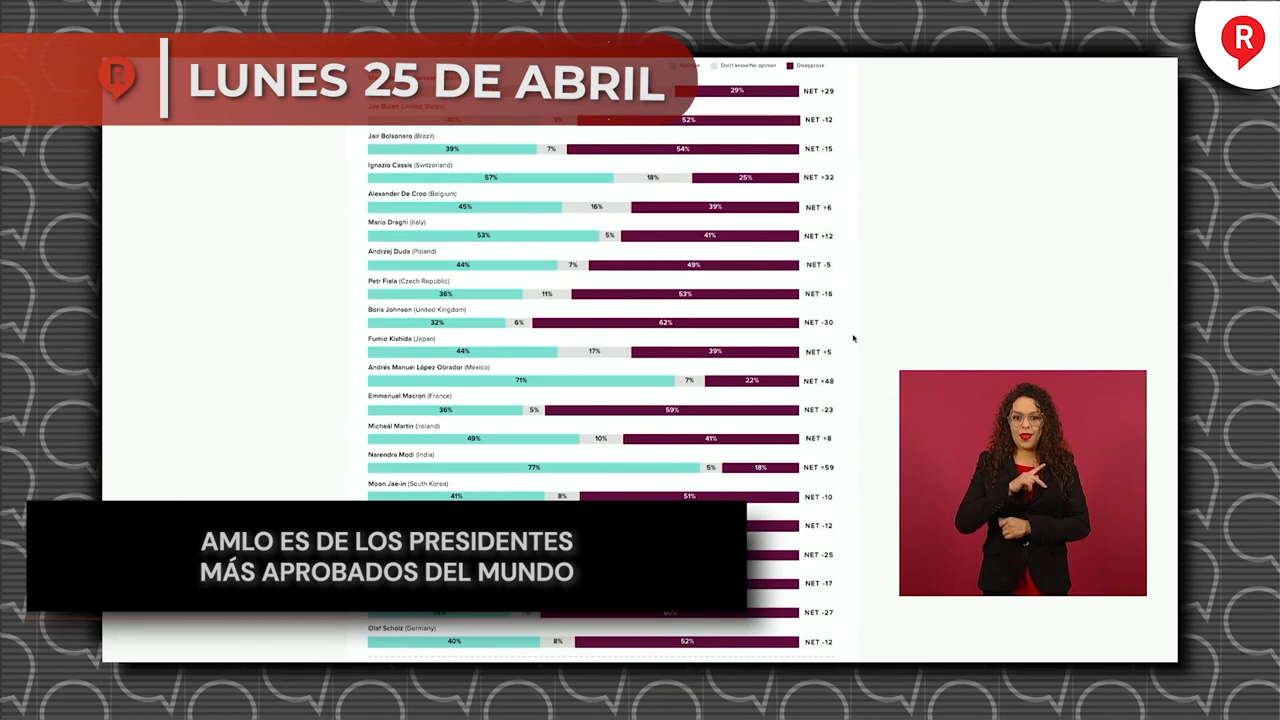 R
R
LUNES 25 DE ABRIL
Don't know/No opinion
Disapprove
29%
NET +29
Joe Biden (United States)
40%
9%
52%
NET -12
Jair Bolsonaro (Brazil)
39%
7%
54%
NET -15
Ignazio Cassis (Switzerland)
57%
18%
25%
NET +32
Alexander De Croo (Belgium)
45%
16%
39%
NET +6
Mario Draghi (Italy)
53%
5%
41%
NET +12
Andrzej Duda (Poland)
44%
7%
49%
NET -5
Petr Fiala (Czech Republic)
36%
11%
53%
NET -16
Boris Johnson (United Kingdom)
32%
6%
62%
NET -30
Fumio Kishida (Japan)
44%
17%
39%
NET +5
Andrés Manuel López Obrador (Mexico)
71%
7%
22%
NET +48
Emmanuel Macron (France)
36%
5%
59%
NET -23
Micheál Martin (Ireland)
49%
10%
41%
NET +8
Narendra Modi (India)
77%
5%
18%
NET +59
Moon Jae-in (South Korea)
41%
8%
51%
NET -10
NET -12
NET -25
NET -17
NET -27
AMLO ES DE LOS PRESIDENTES
MÁS APROBADOS DEL MUNDO
Olaf Scholz (Germany)
40%
8%
52%
NET -12